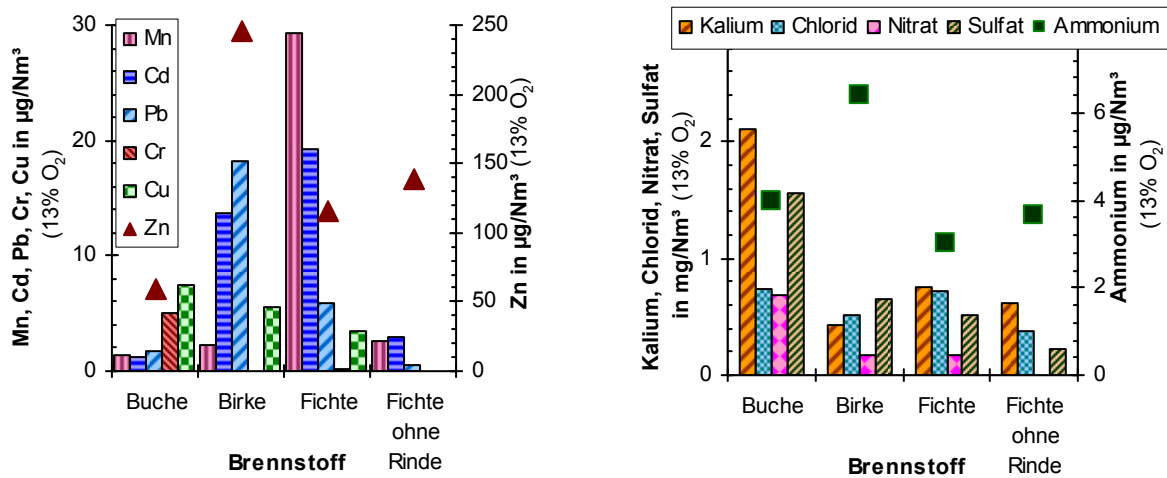 Mn, Cd, Pb, Cr, Cu in µg/Nm³
(13% O₂)
30
20
10
0
Mn
Cd
Pb
Cr
Cu
Zn
250
200
150
100
50
0
Zn in µg/Nm³ (13% O₂)
Buche
Birke
Fichte
Fichte
ohne
Rinde
Brennstoff
Kalium
Chlorid
Nitrat
Sulfat
Ammonium
Kalium, Chlorid, Nitrat, Sulfat
in mg/Nm³ (13% O₂)
2
1
0
6
4
2
0
Ammonium in µg/Nm³
(13% O₂)
Buche
Birke
Fichte
Fichte
ohne
Rinde
Brennstoff